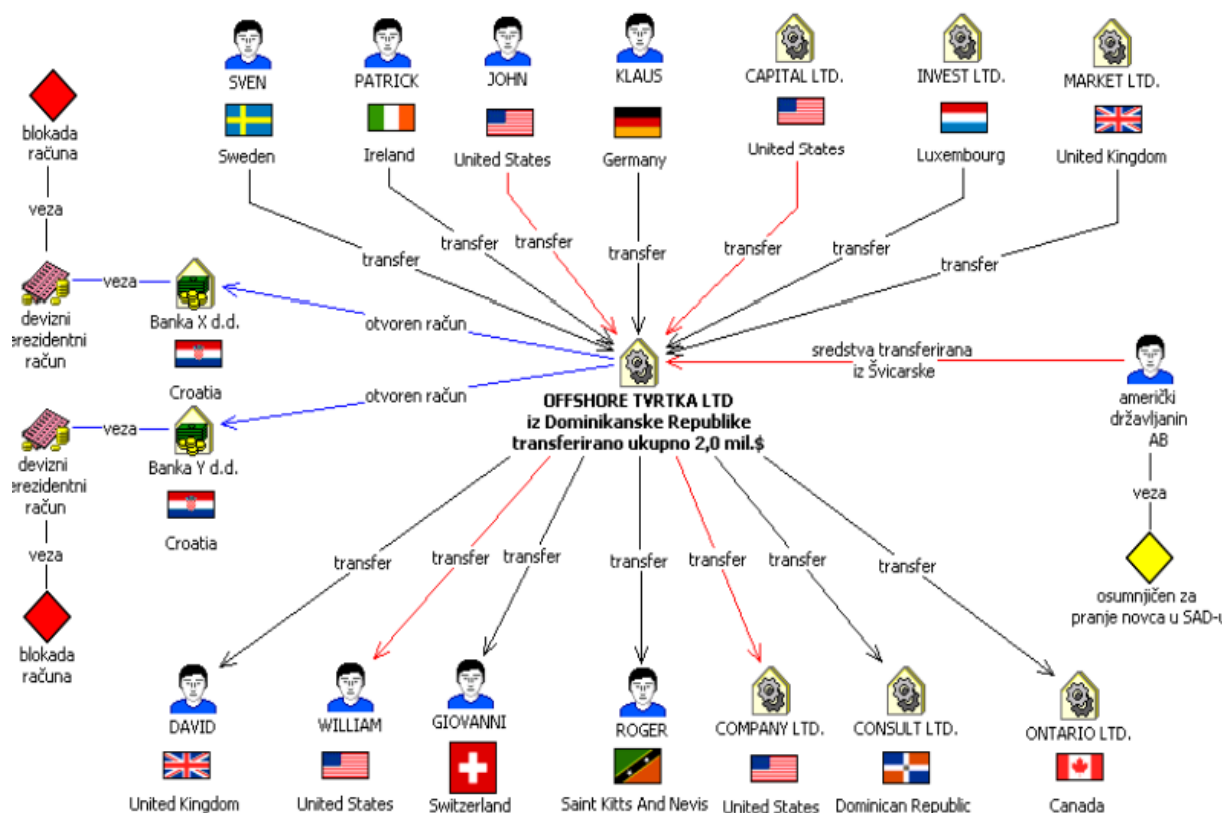 SVEN
PATRICK
JOHN
KLAUS
CAPITAL LTD.
INVEST LTD.
MARKET LTD.
Sweden
Ireland
United States
Germany
United States
Luxembourg
United Kingdom
blokada
računa
veza
transfer
transfer
transfer
transfer
transfer
transfer
transfer
devizni
erezidentni
račun
veza
Banka X d.d.
Croatia
otvoren račun
otvoren račun
sredstva transferirana
iz Švicarske
američki
državljanin
AB
veza
osumnjičen za
pranje novca u SAD-u
OFFSHORE TVRTKA LTD
iz Dominikanske Republike
transferirano ukupno 2,0 mil.$
devizni
erezidentni
račun
veza
Banka Y d.d.
Croatia
veza
blokada
računa
transfer
transfer
transfer
transfer
transfer
transfer
transfer
DAVID
WILLIAM
GIOVANNI
ROGER
COMPANY LTD.
CONSULT LTD.
ONTARIO LTD.
United Kingdom
United States
Switzerland
Saint Kitts And Nevis
United States
Dominican Republic
Canada